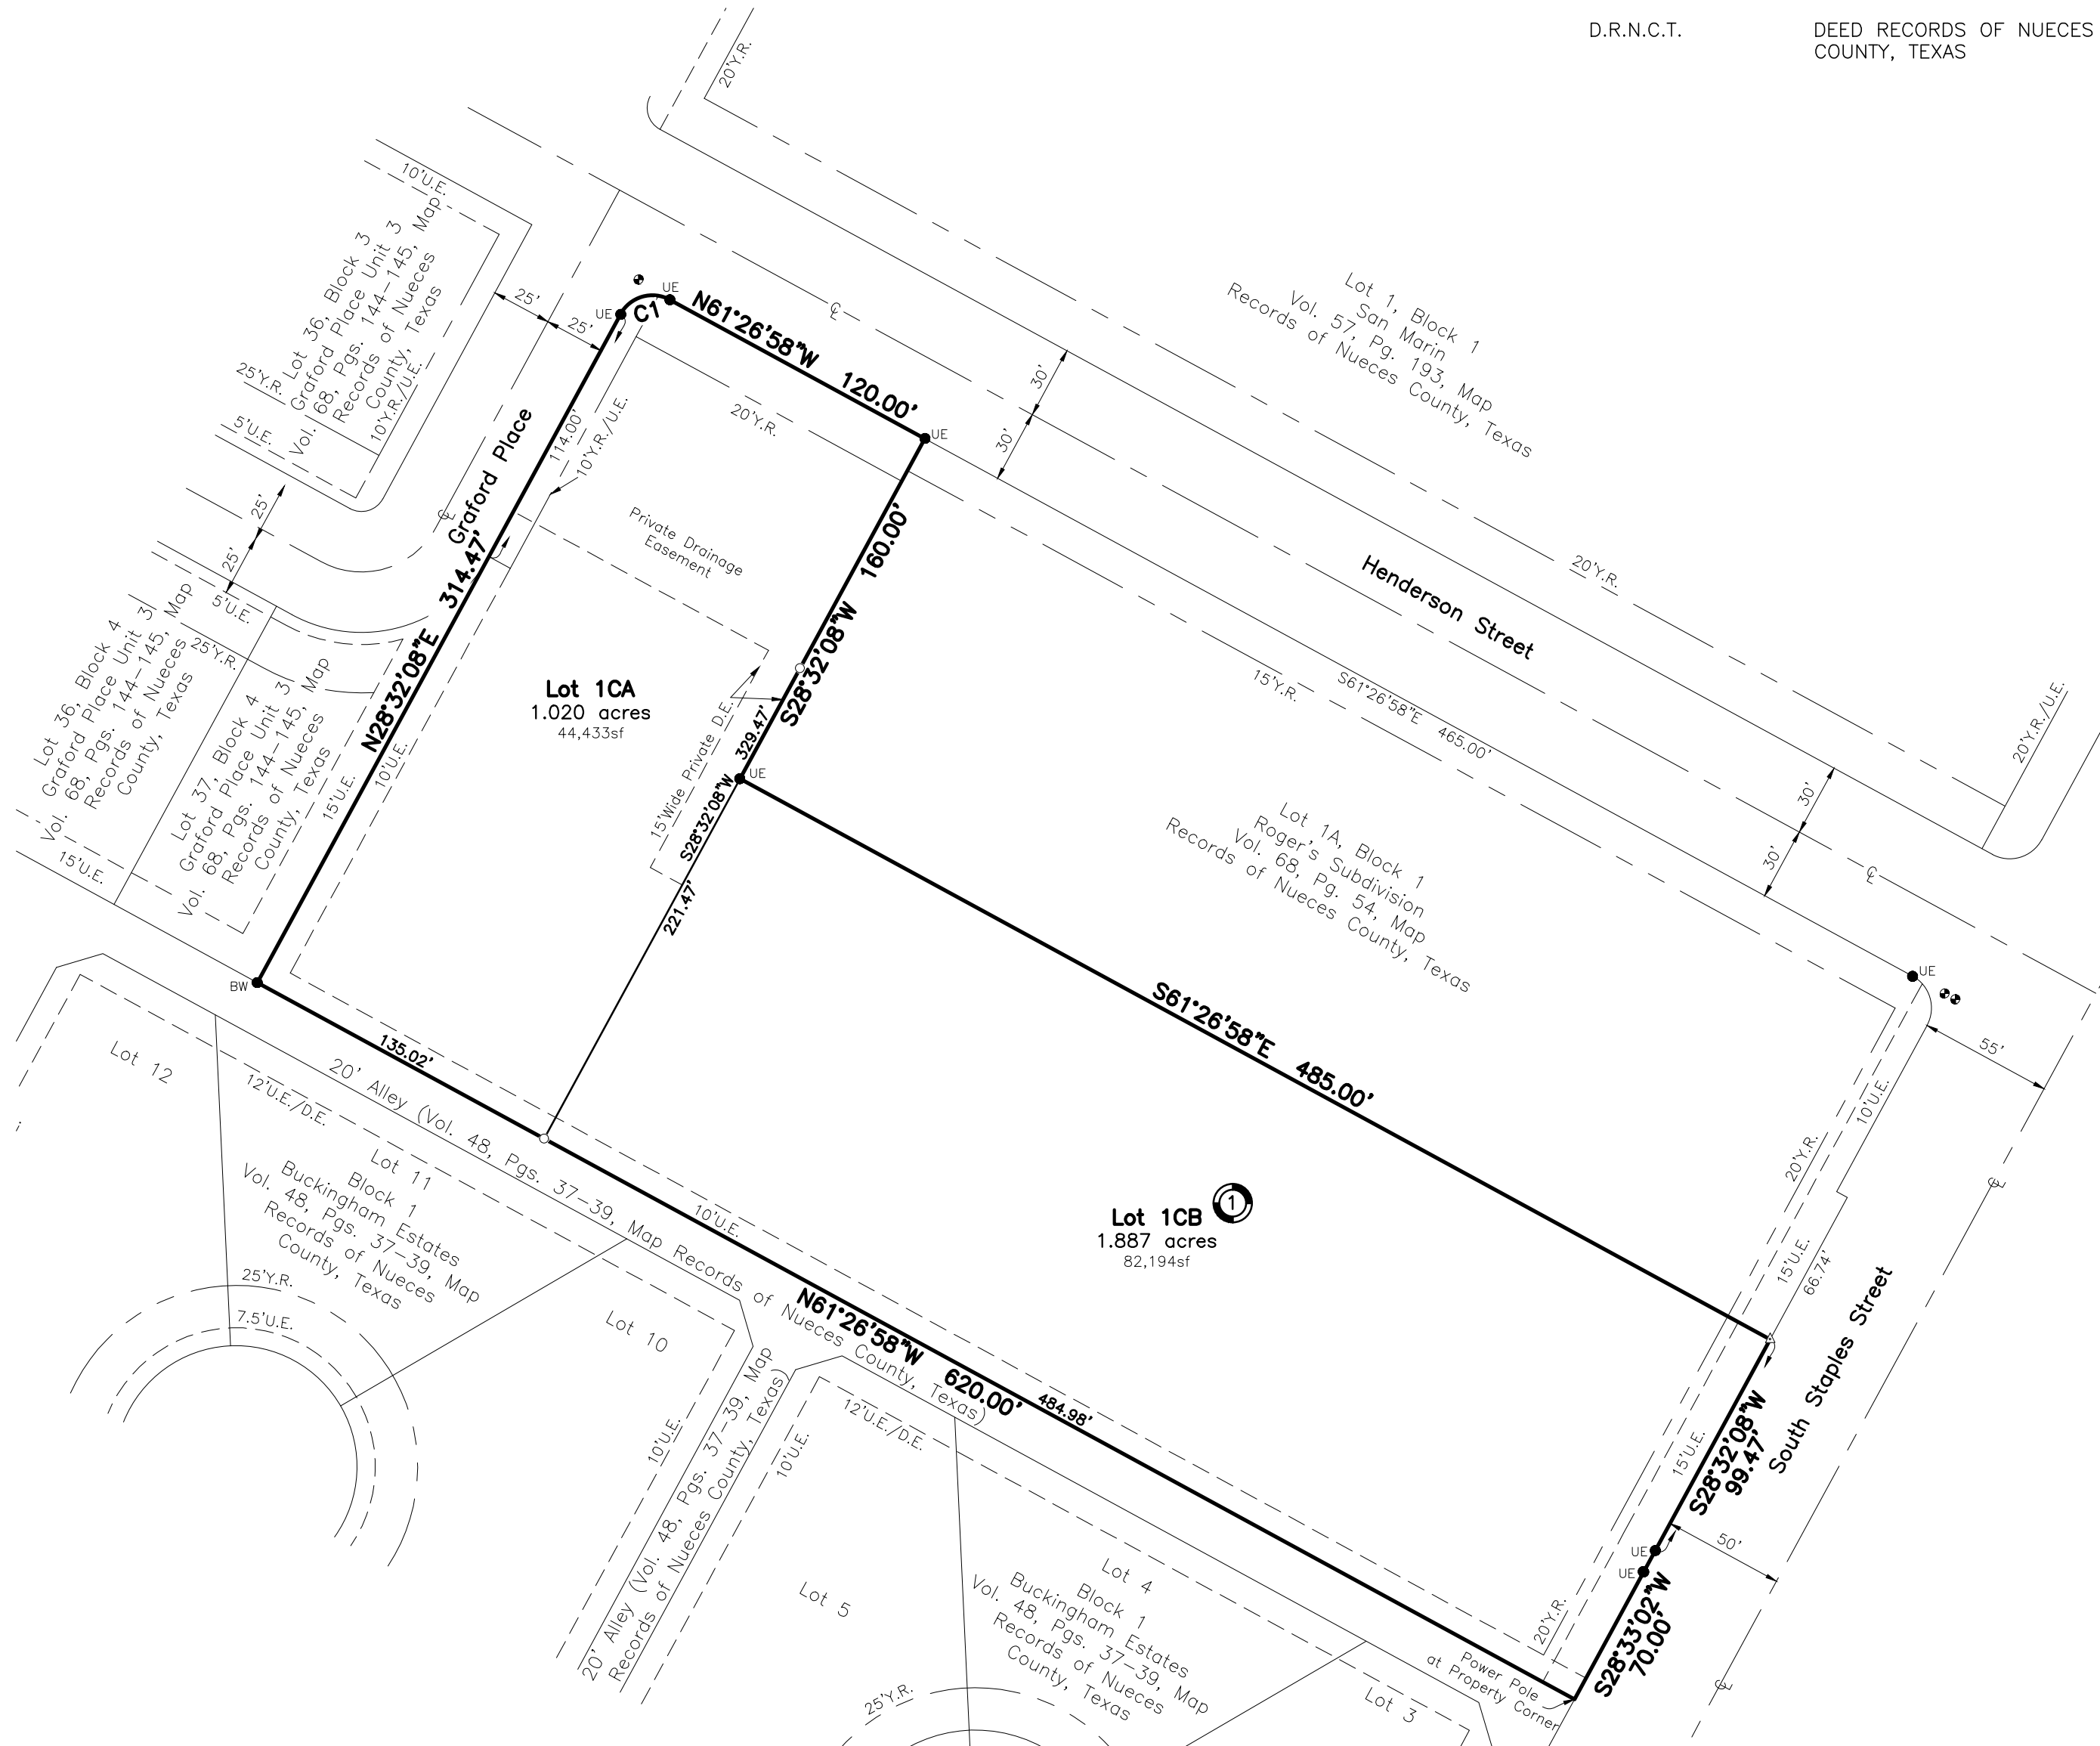 D.R.N.C.T.
DEED RECORDS OF NUECES
COUNTY, TEXAS
20'Y.R.
10'U.E.
Lot 36, Block 3
Graford Place Unit 3
Vol. 68, Pgs. 144-145, Map
Records of Nueces
County, Texas
10'Y.R./U.E.
25'Y.R.
5'U.E.
25'
25'
UE
C1
UE
N61°26'58"W 120.00'
UE
℄
30'
30'
Lot 1, Block 1
San Marin
Vol. 57, Pg. 193, Map
Records of Nueces County, Texas
20'Y.R.
Henderson Street
20'Y.R./U.E.
30'
30'
℄
25'
25'
℄
Graford Place
114.00'
10'Y.R./U.E.
20'Y.R.
Private Drainage
Easement
S28°32'08"W 160.00'
N28°32'08"E 314.47'
5'U.E.
25'Y.R.
Lot 36, Block 4
Graford Place Unit 3
Vol. 68, Pgs. 144-145, Map
Records of Nueces
County, Texas
Lot 37, Block 4
Graford Place Unit 3
Vol. 68, Pgs. 144-145, Map
Records of Nueces
County, Texas
15'U.E.
15'U.E.
10'U.E.
Lot 1CA
1.020 acres
44,433sf
15'Wide Private D.E.
329.47'
UE
S28°32'08"W
221.47'
15'Y.R.
S61°26'58"E 465.00'
Lot 1A, Block 1
Roger's Subdivision
Vol. 68, Pg. 54, Map
Records of Nueces County, Texas
S61°26'58"E 485.00'
UE
55'
10'U.E.
20'Y.R.
15'U.E.
66.74'
℄
South Staples Street
BW
135.02'
20' Alley (Vol. 48, Pgs. 37-39, Map Records of Nueces County, Texas)
Lot 12
12'U.E./D.E.
Lot 11
Block 1
Buckingham Estates
Vol. 48, Pgs. 37-39, Map
Records of Nueces
County, Texas
25'Y.R.
7.5'U.E.
Lot 10
10'U.E.
Lot 1CB
1.887 acres
82,194sf
1
N61°26'58"W 620.00'
484.98'
10'U.E.
20' Alley (Vol. 48, Pgs. 37-39, Map
Records of Nueces County, Texas)
10'U.E.
12'U.E./D.E.
Lot 5
Lot 4
Block 1
Buckingham Estates
Vol. 48, Pgs. 37-39, Map
Records of Nueces
County, Texas
25'Y.R.
Lot 3
15'U.E.
S28°32'08"W
99.47'
50'
UE
UE
S28°33'02"W
70.00'
20'Y.R.
Power Pole
at Property Corner
℄